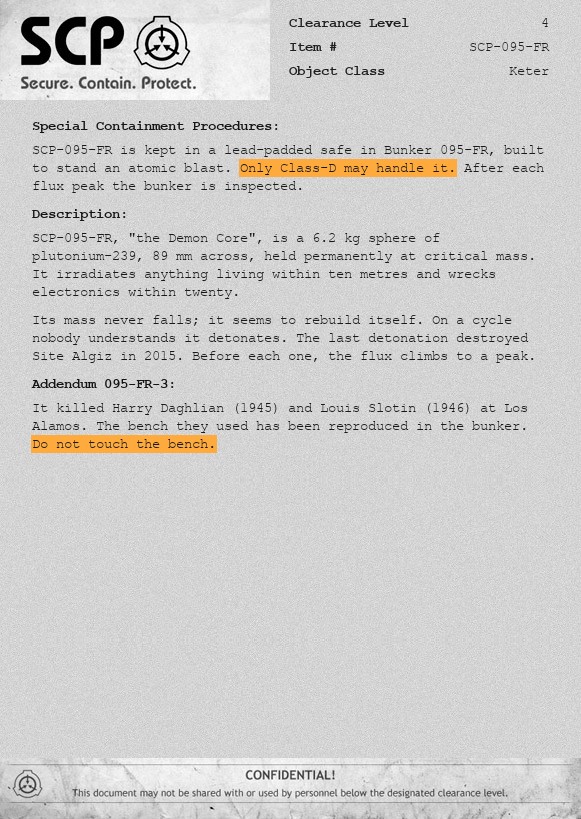 SCP
Secure. Contain. Protect.
Clearance Level 4
Item # SCP-095-FR
Object Class Keter
Special Containment Procedures:
SCP-095-FR is kept in a lead-padded safe in Bunker 095-FR, built
to stand an atomic blast. Only Class-D may handle it. After each
flux peak the bunker is inspected.
Description:
SCP-095-FR, "the Demon Core", is a 6.2 kg sphere of
plutonium-239, 89 mm across, held permanently at critical mass.
It irradiates anything living within ten metres and wrecks
electronics within twenty.
Its mass never falls; it seems to rebuild itself. On a cycle
nobody understands it detonates. The last detonation destroyed
Site Algiz in 2015. Before each one, the flux climbs to a peak.
Addendum 095-FR-3:
It killed Harry Daghlian (1945) and Louis Slotin (1946) at Los
Alamos. The bench they used has been reproduced in the bunker.
Do not touch the bench.
CONFIDENTIAL!
This document may not be shared with or used by personnel below the designated clearance level.